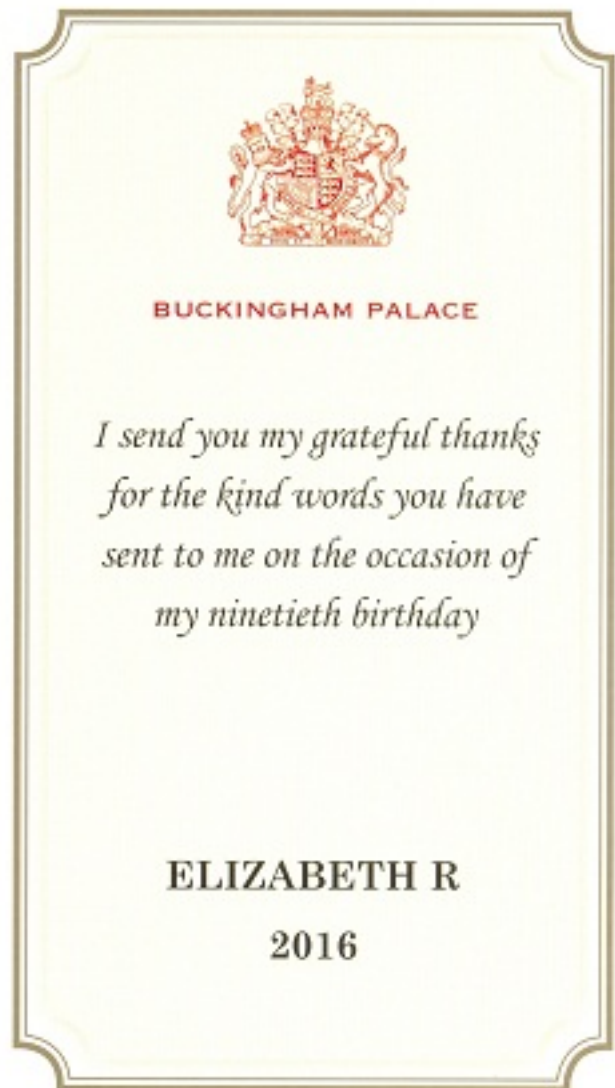 BUCKINGHAM PALACE
I send you my grateful thanks
for the kind words you have
sent to me on the occasion of
my ninetieth birthday
ELIZABETH R
2016